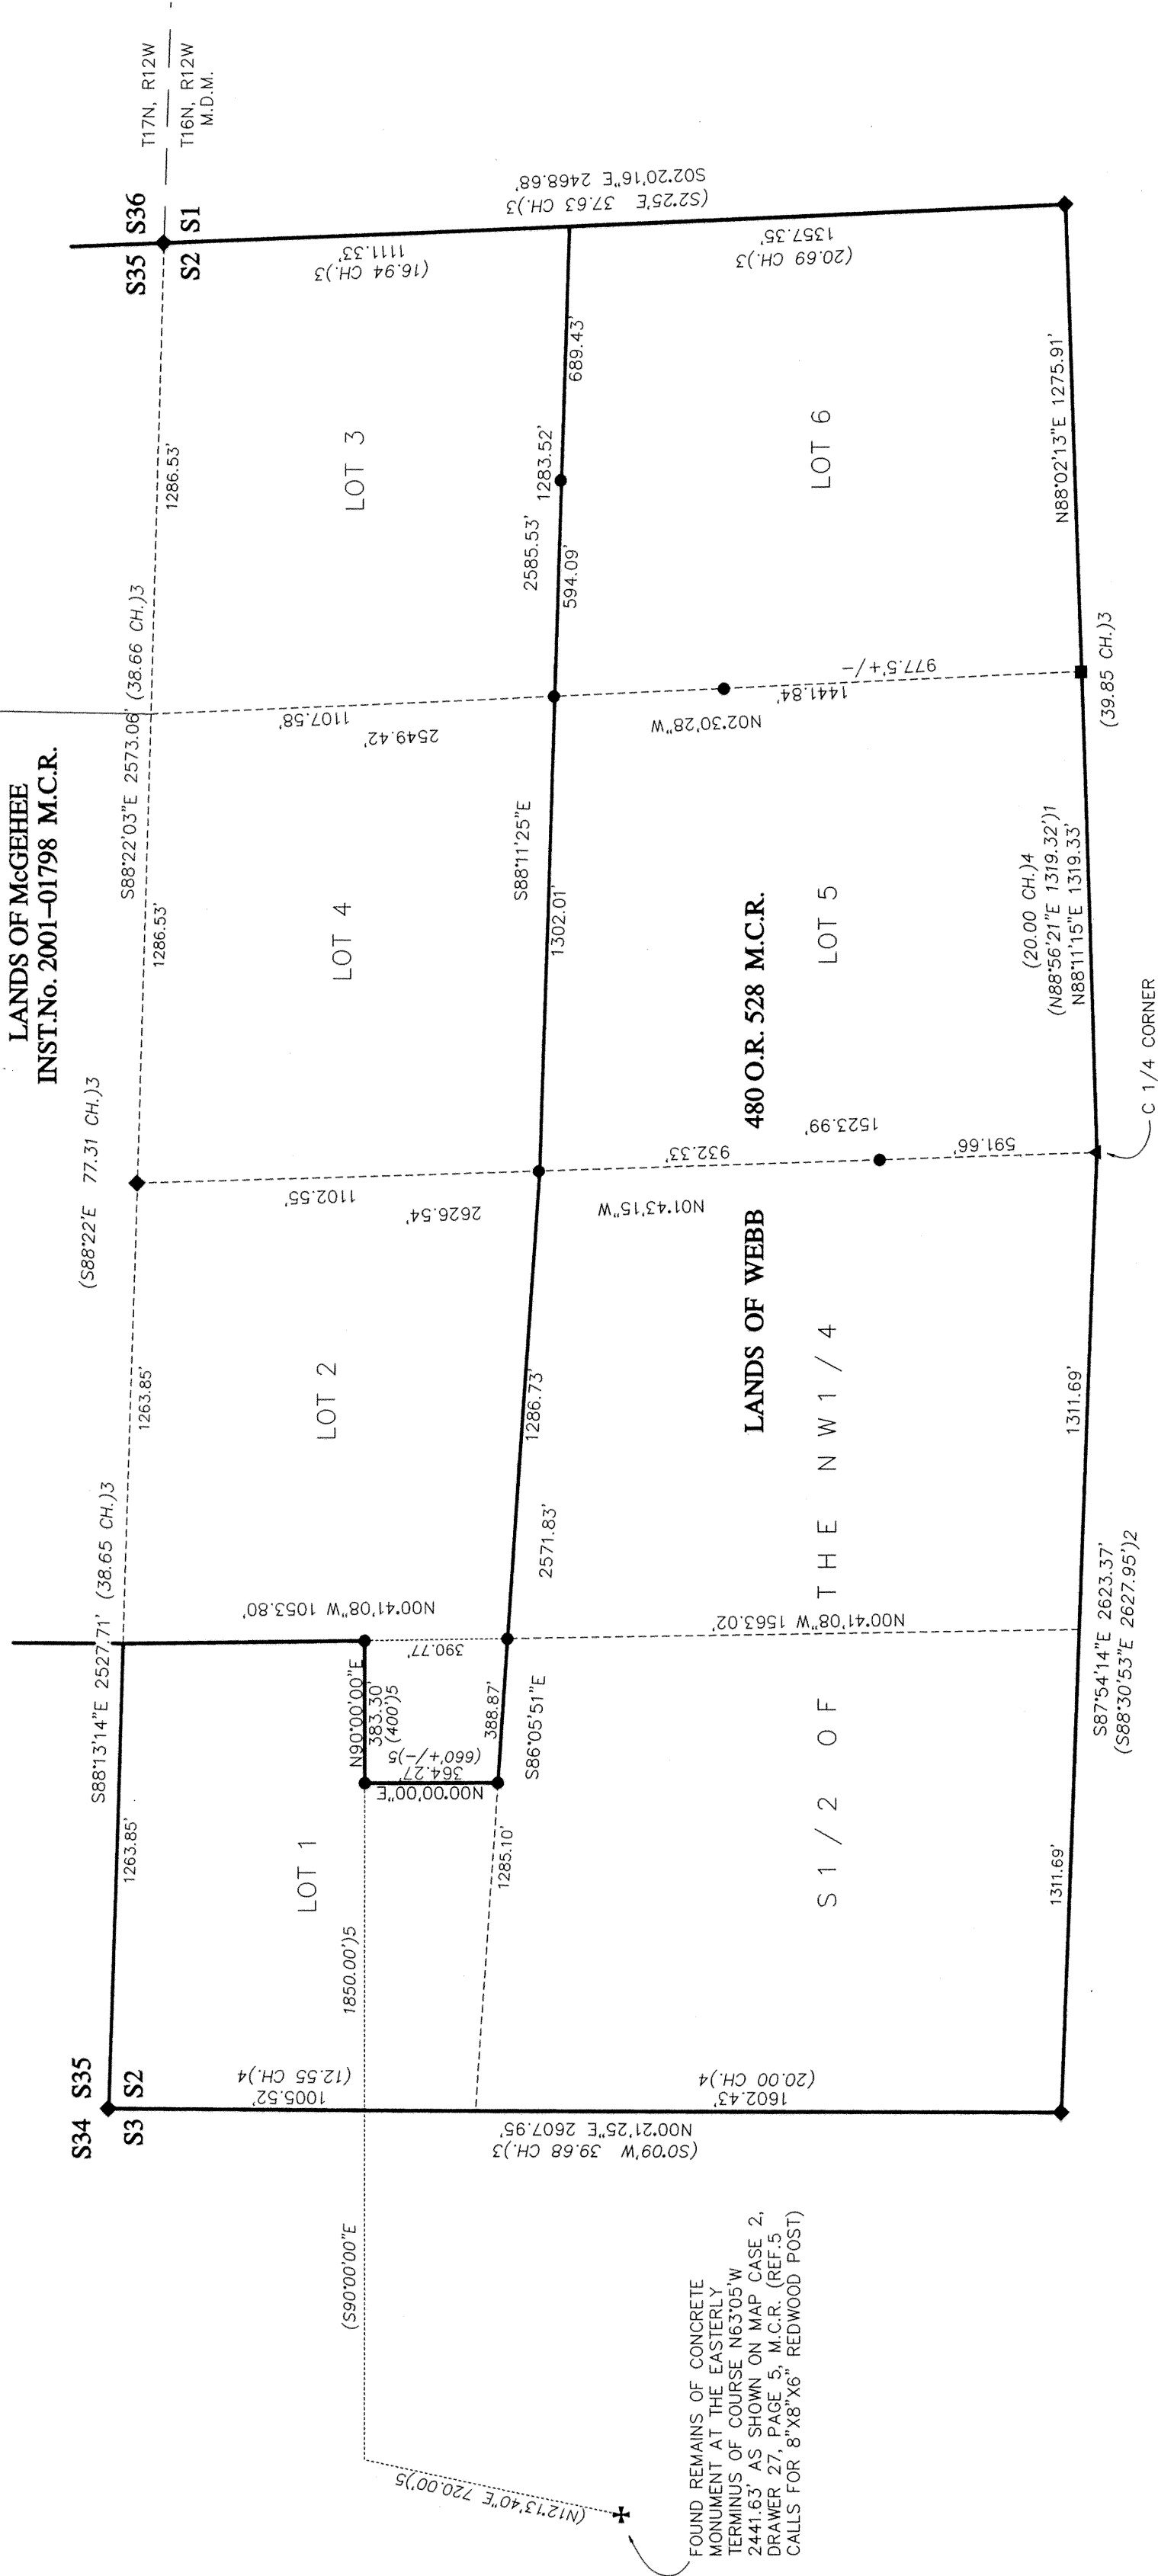 T17N, R12W
T16N, R12W
M.D.M.
S35 S36
S2 S1
LANDS OF McGEHEE
INST.No. 2001–01798 M.C.R.
(S88°22'E 77.31 CH.)3
S88°22'03"E 2573.06' (38.66 CH.)3
1286.53'
1286.53'
1263.85'
S88°13'14"E 2527.71' (38.65 CH.)3
1263.85'
S34 S35
S3 S2
LOT 1
LOT 2
LOT 4
LOT 3
(16.94 CH.)3
1111.33'
(S2°25'E 37.63 CH.)3
S02°20'16"E 2468.68'
(20.69 CH.)3
1357.35'
1107.58'
2549.42'
1102.55'
2626.54'
N00°41'08"W 1053.80'
390.77'
N90°00'00"E
383.30'
(400')5
(660'+/-)5
364.27'
N00°00'00"E
388.87'
S86°05'51"E
1285.10'
2571.83'
1286.73'
S88°11'25"E
1302.01'
2585.53'
594.09'
1283.52'
689.43'
(12.55 CH.)4
1005.52'
1850.00')5
(S90°00'00"E
(N12°13'40"E 720.00')5
(S0°09'W 39.68 CH.)3
N00°21'25"E 2607.95'
1602.43'
(20.00 CH.)4
LANDS OF WEBB 480 O.R. 528 M.C.R.
S 1 / 2 OF THE NW 1 / 4
LOT 5
LOT 6
N00°41'08"W 1563.02'
N01°43'15"W
932.33'
1523.99'
591.66'
N02°30'28"W
1441.84'
977.5'+/-
1311.69'
1311.69'
S87°54'14"E 2623.37'
(S88°30'53"E 2627.95')2
(20.00 CH.)4
(N88°56'21"E 1319.32')1
N88°11'15"E 1319.33'
(39.85 CH.)3
N88°02'13"E 1275.91'
C 1/4 CORNER
FOUND REMAINS OF CONCRETE
MONUMENT AT THE EASTERLY
TERMINUS OF COURSE N63°05'W
2441.63' AS SHOWN ON MAP CASE 2,
DRAWER 27, PAGE 5, M.C.R. (REF.5
CALLS FOR 8"X8"X6" REDWOOD POST)